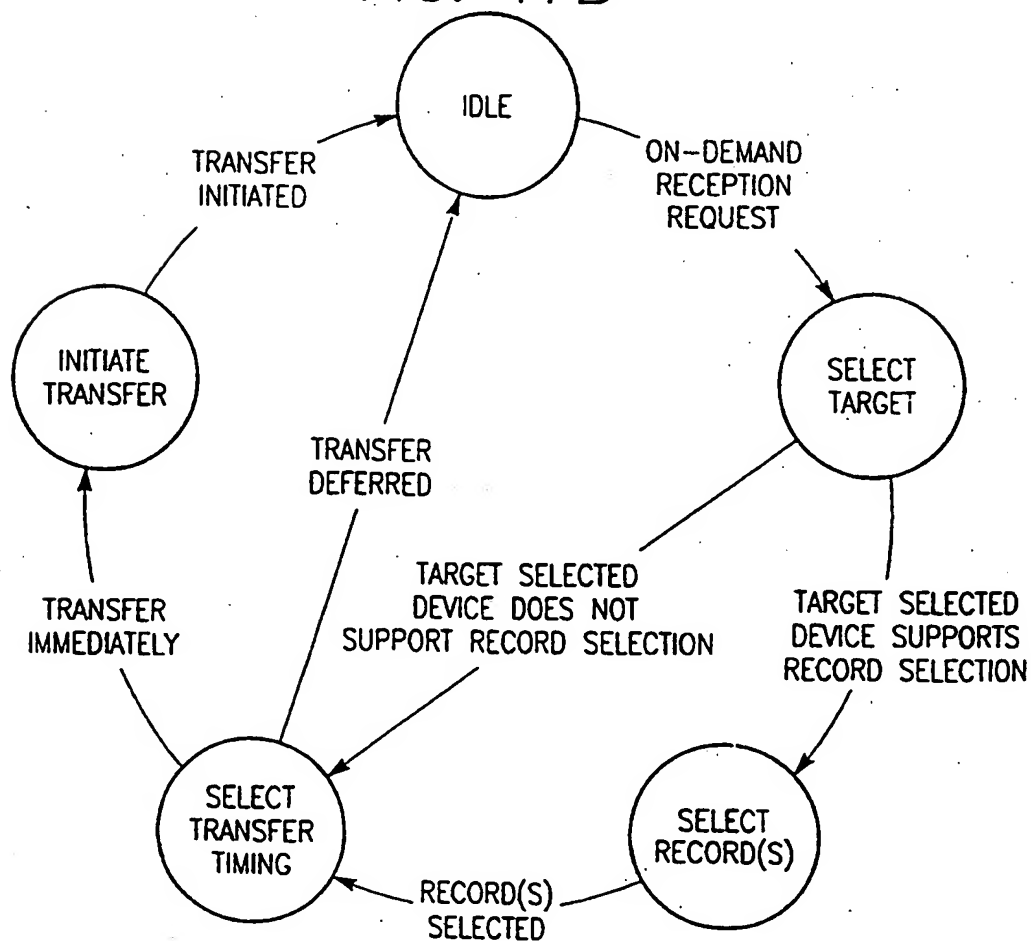 IDLE
ON-DEMAND
RECEPTION
REQUEST
TRANSFER
INITIATED
INITIATE
TRANSFER
SELECT
TARGET
TRANSFER
DEFERRED
TARGET SELECTED
DEVICE DOES NOT
SUPPORT RECORD SELECTION
TARGET SELECTED
DEVICE SUPPORTS
RECORD SELECTION
TRANSFER
IMMEDIATELY
SELECT
TRANSFER
TIMING
SELECT
RECORD(S)
RECORD(S)
SELECTED